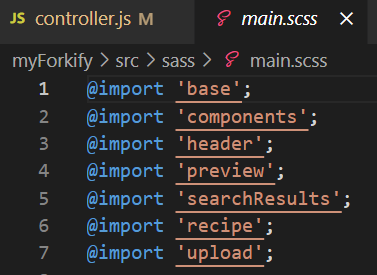 JS controller.js M main.scss ×
myForkify > src > sass > main.scss
1 @import 'base';
2 @import 'components';
3 @import 'header';
4 @import 'preview';
5 @import 'searchResults';
6 @import 'recipe';
7 @import 'upload';